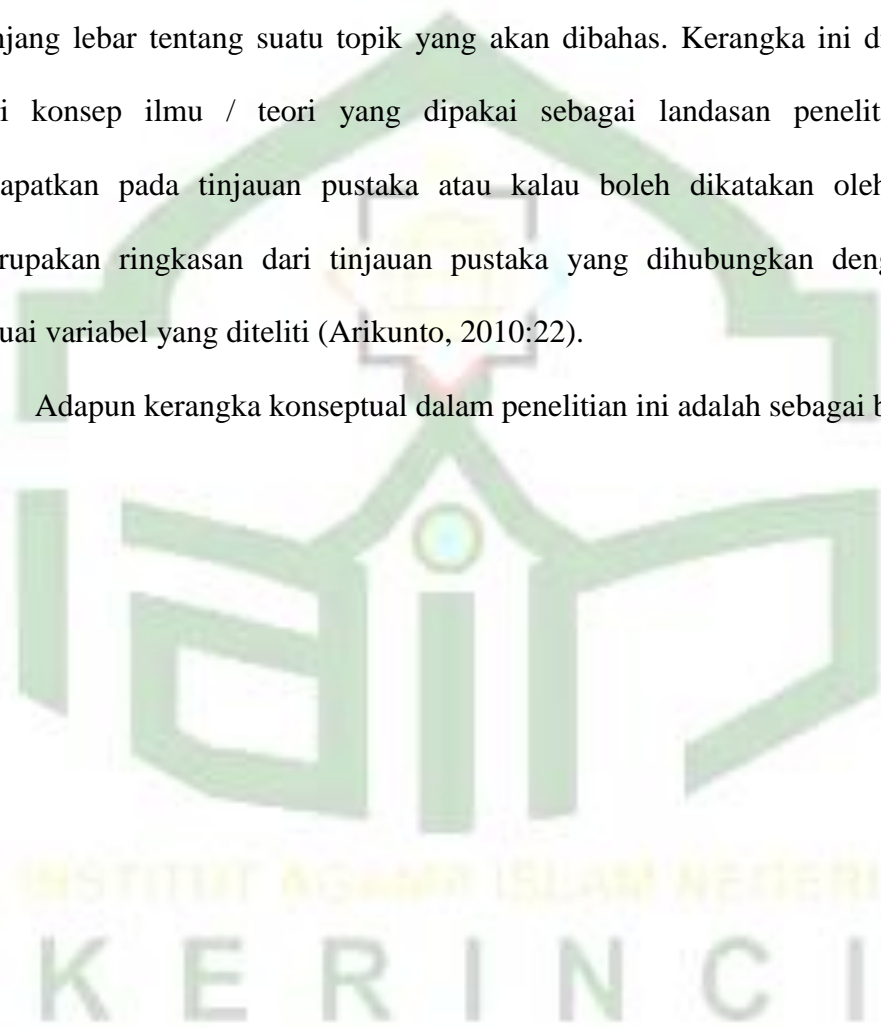 njang lebar tentang suatu topik yang akan dibahas. Kerangka ini d
i konsep ilmu / teori yang dipakai sebagai landasan penelit
apatkan pada tinjauan pustaka atau kalau boleh dikatakan oleh
rupakan ringkasan dari tinjauan pustaka yang dihubungkan deng
uai variabel yang diteliti (Arikunto, 2010:22).
Adapun kerangka konseptual dalam penelitian ini adalah sebagai b
iain
INSTITUT AGAMA ISLAM NEGERI
KERINCI